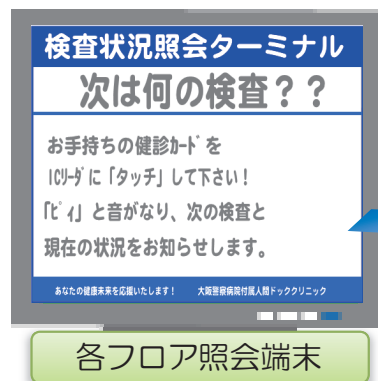 検査状況照会ターミナル
次は何の検査？？
お手持ちの健診ｶｰﾄﾞを
ICﾘｰﾀﾞに「タッチ」して下さい！
「ﾋﾟｨ」と音がなり、次の検査と
現在の状況をお知らせします。
あなたの健康未来を応援いたします！　大阪警察病院付属人間ドッククリニック
各フロア照会端末